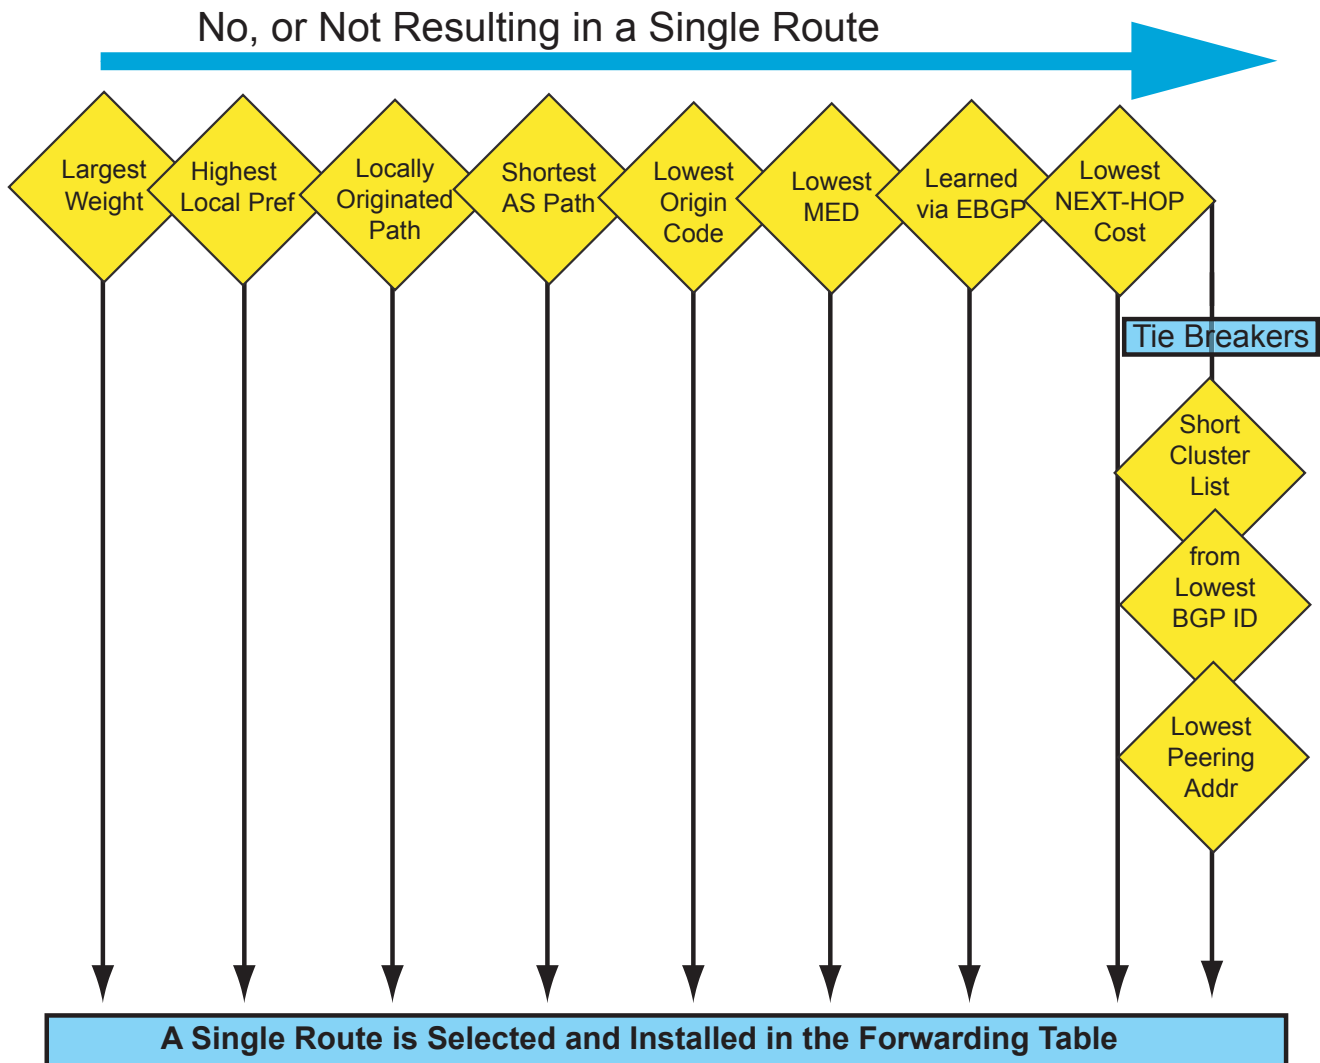 No, or Not Resulting in a Single Route
Largest
Weight
Highest
Local Pref
Locally
Originated
Path
Shortest
AS Path
Lowest
Origin
Code
Lowest
MED
Learned
via EBGP
Lowest
NEXT-HOP
Cost
Tie Breakers
Short
Cluster
List
from
Lowest
BGP ID
Lowest
Peering
Addr
A Single Route is Selected and Installed in the Forwarding Table